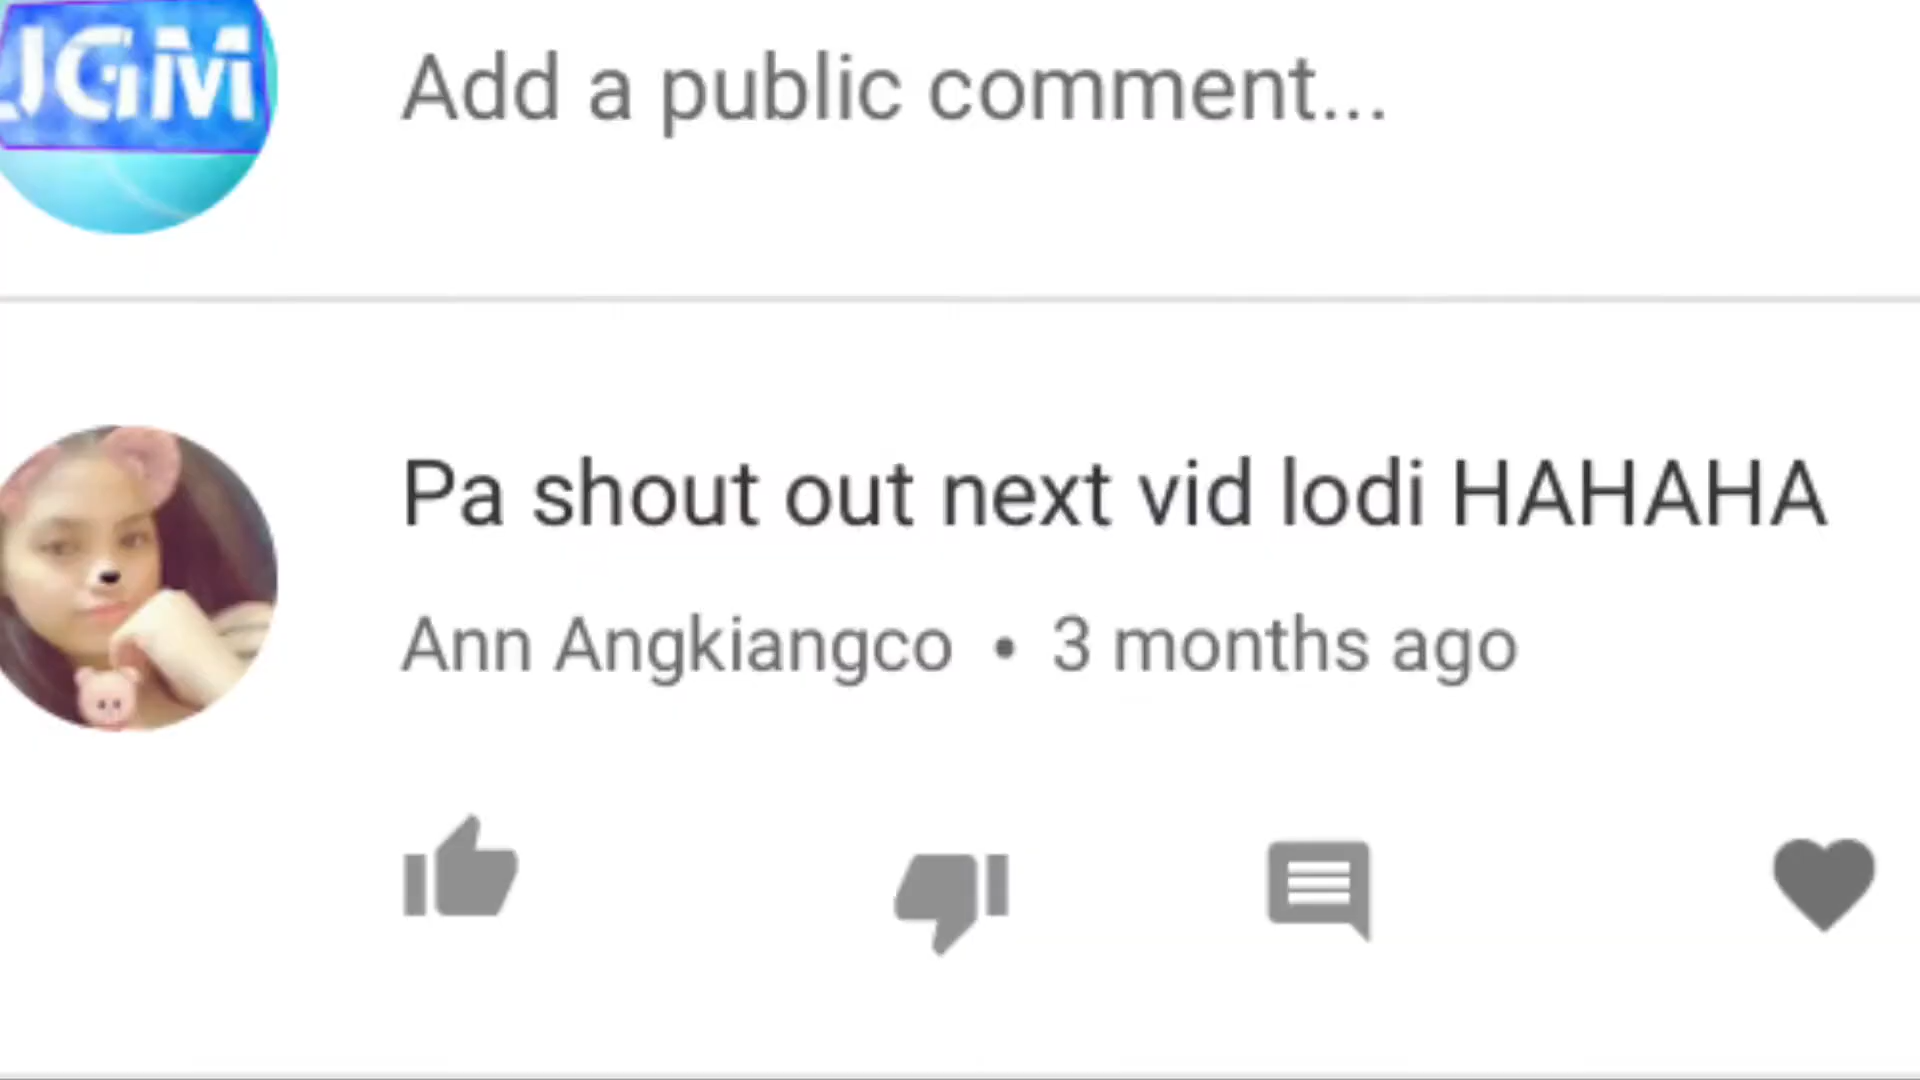 JGM
Add a public comment...
Pa shout out next vid lodi HAHAHA
Ann Angkiangco • 3 months ago